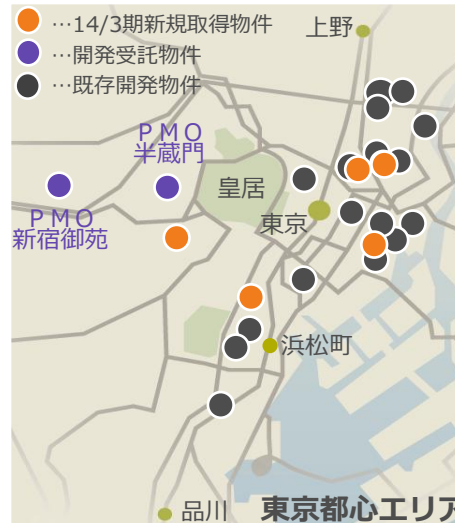 …14/3期新規取得物件
…開発受託物件
…既存開発物件
上野
PMO
半蔵門
皇居
PMO
新宿御苑
東京
浜松町
品川
東京都心エリア